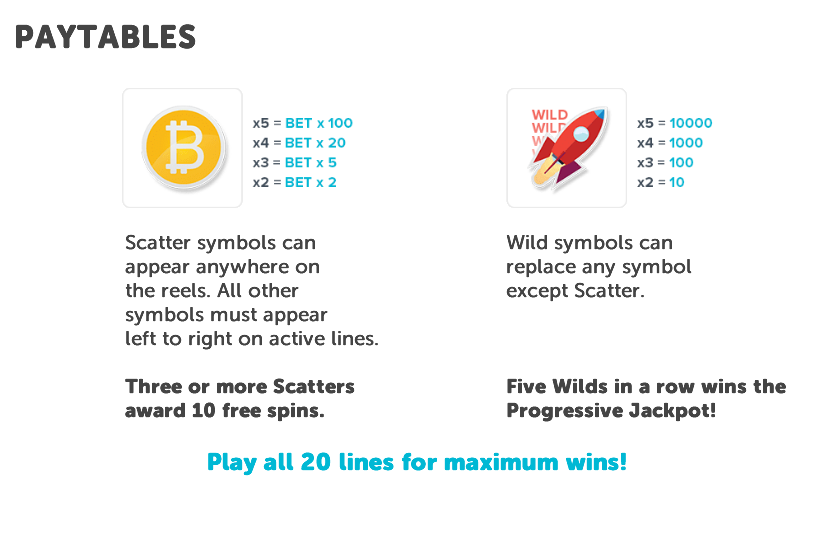 PAYTABLES
x5 = BET x 100
x4 = BET x 20
x3 = BET x 5
x2 = BET x 2
WILD
WILD
x5 = 10000
x4 = 1000
x3 = 100
x2 = 10
Scatter symbols can
appear anywhere on
the reels. All other
symbols must appear
left to right on active lines.
Three or more Scatters
award 10 free spins.
Wild symbols can
replace any symbol
except Scatter.
Five Wilds in a row wins the
Progressive Jackpot!
Play all 20 lines for maximum wins!